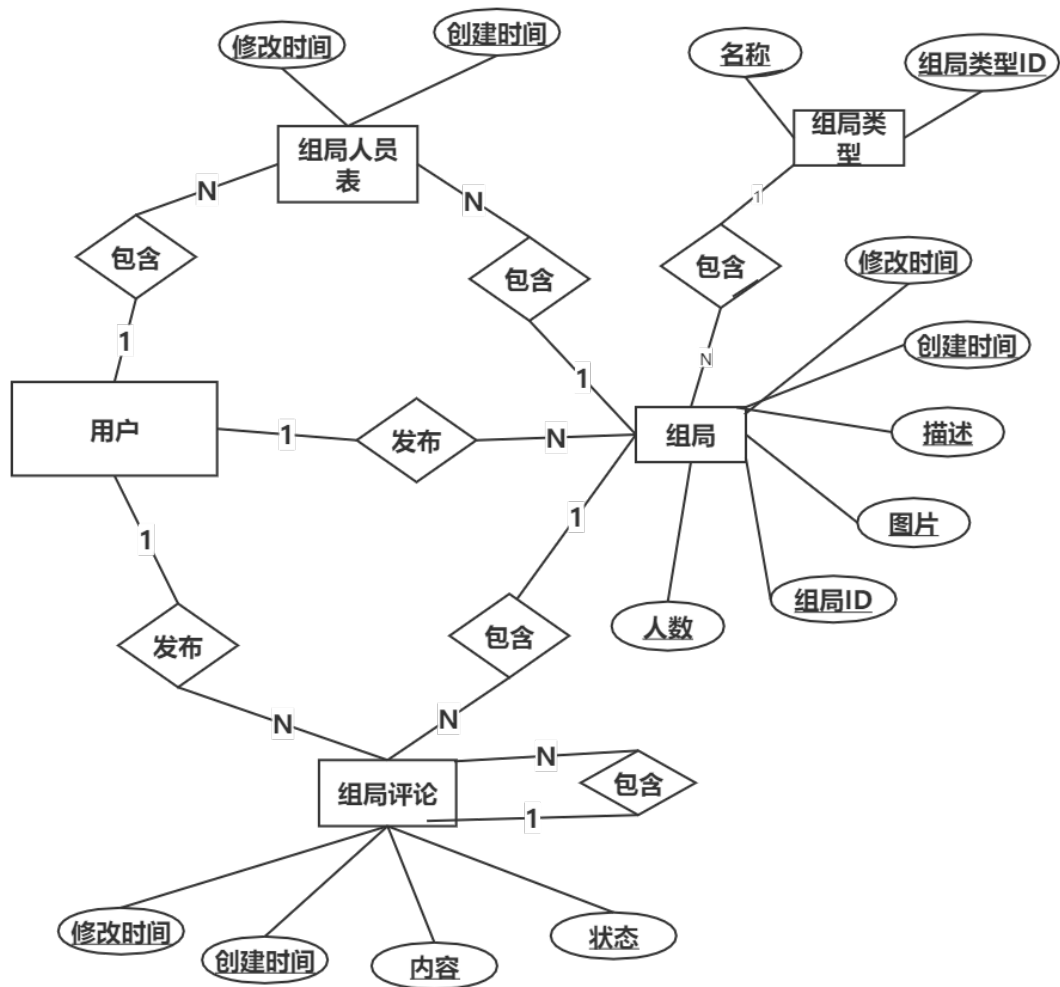 修改时间
创建时间
名称
组局类型ID
组局人员
表
组局类
型
N
N
1
包含
包含
包含
修改时间
1
N
创建时间
1
用户
1
发布
N
组局
描述
1
图片
1
组局ID
人数
发布
包含
N
N
N
包含
组局评论
1
修改时间
创建时间
内容
状态